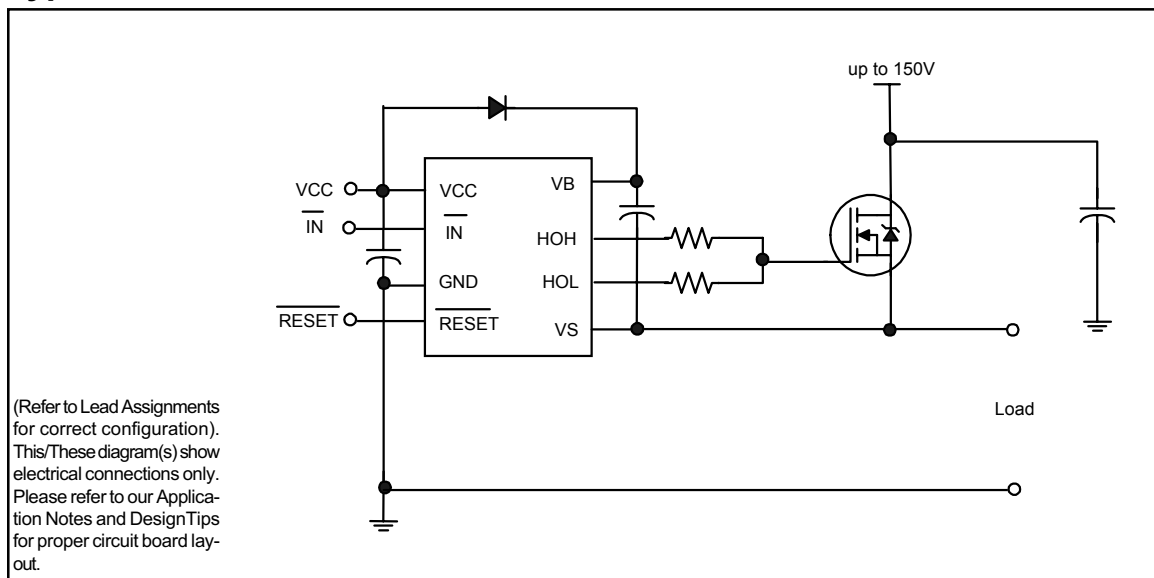 up to 150V
VCC
IN
RESET
VCC
IN
GND
RESET
VB
HOH
HOL
VS
Load
(Refer to Lead Assignments
for correct configuration).
This/These diagram(s) show
electrical connections only.
Please refer to our Applica-
tion Notes and DesignTips
for proper circuit board lay-
out.